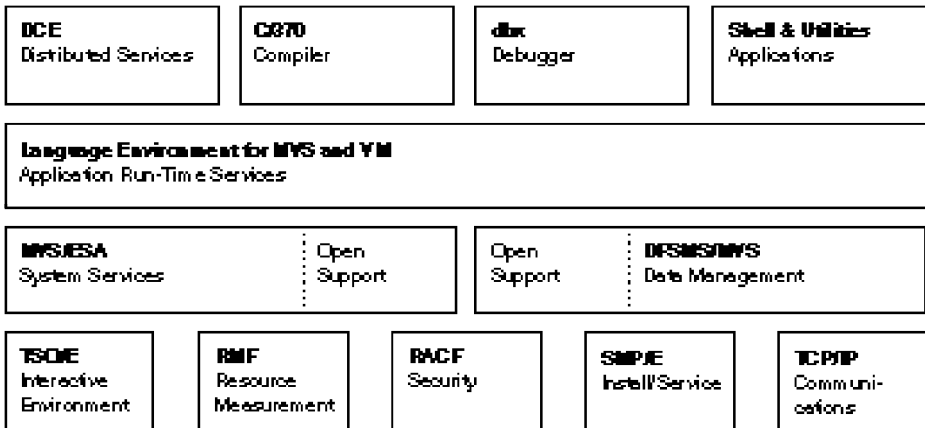 DCE
Distributed Services
C/370
Compiler
dbx
Debugger
Shell & Utilities
Applications
Language Environment for MVS and VM
Application Run-Time Services
MVS/ESA
System Services
Open
Support
Open
Support
DFSMS/MVS
Data Management
TSO/E
Interactive
Environment
RMF
Resource
Measurement
RACF
Security
SMP/E
Install/Service
TCP/IP
Communi-
cations